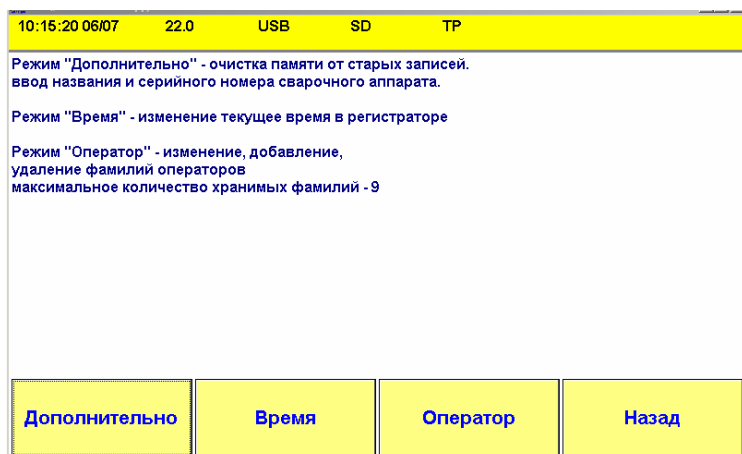 10:15:20 06/07 22.0 USB SD TP
Режим "Дополнительно" - очистка памяти от старых записей.
ввод названия и серийного номера сварочного аппарата.
Режим "Время" - изменение текущее время в регистраторе
Режим "Оператор" - изменение, добавление,
удаление фамилий операторов
максимальное количество хранимых фамилий - 9
Дополнительно Время Оператор Назад